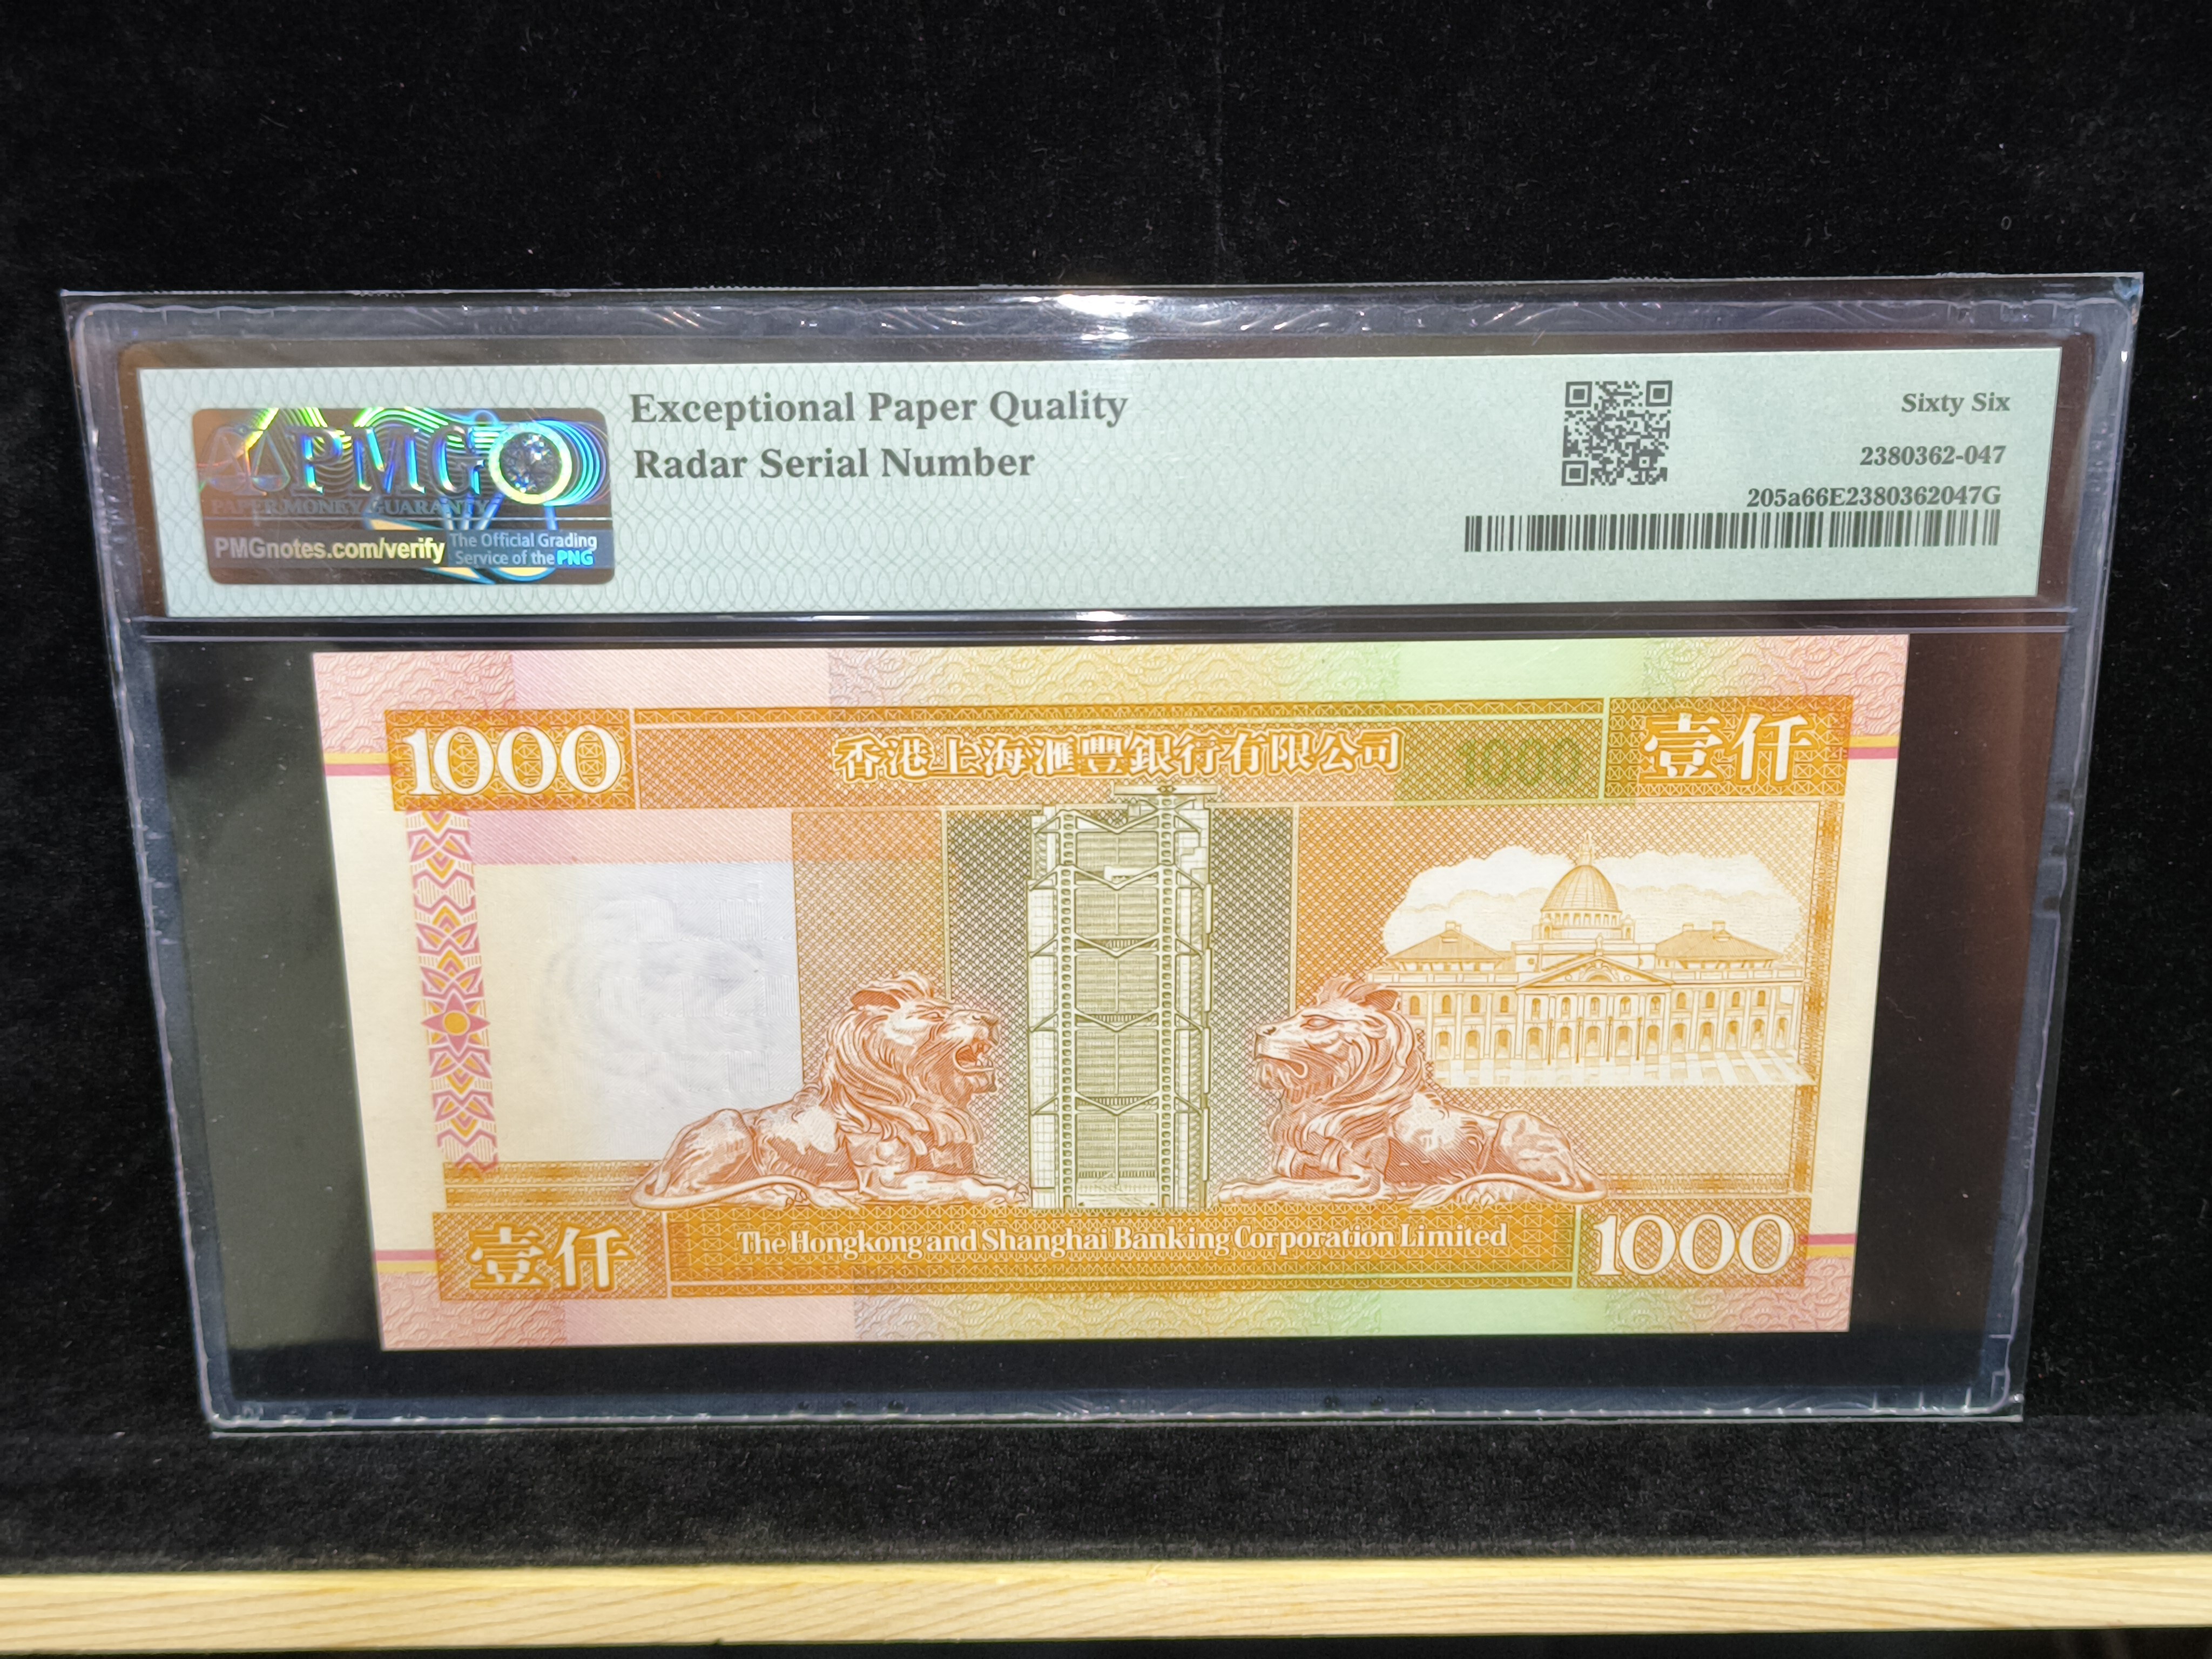 PMG
PAPER MONEY GUARANTY
PMGnotes.com/verify
The Official Grading
Service of the PNG
Exceptional Paper Quality
Radar Serial Number
Sixty Six
2380362-047
205a66E2380362047G
1000
香港上海滙豐銀行有限公司
1000
壹仟
壹仟
The Hongkong and Shanghai Banking Corporation Limited
1000